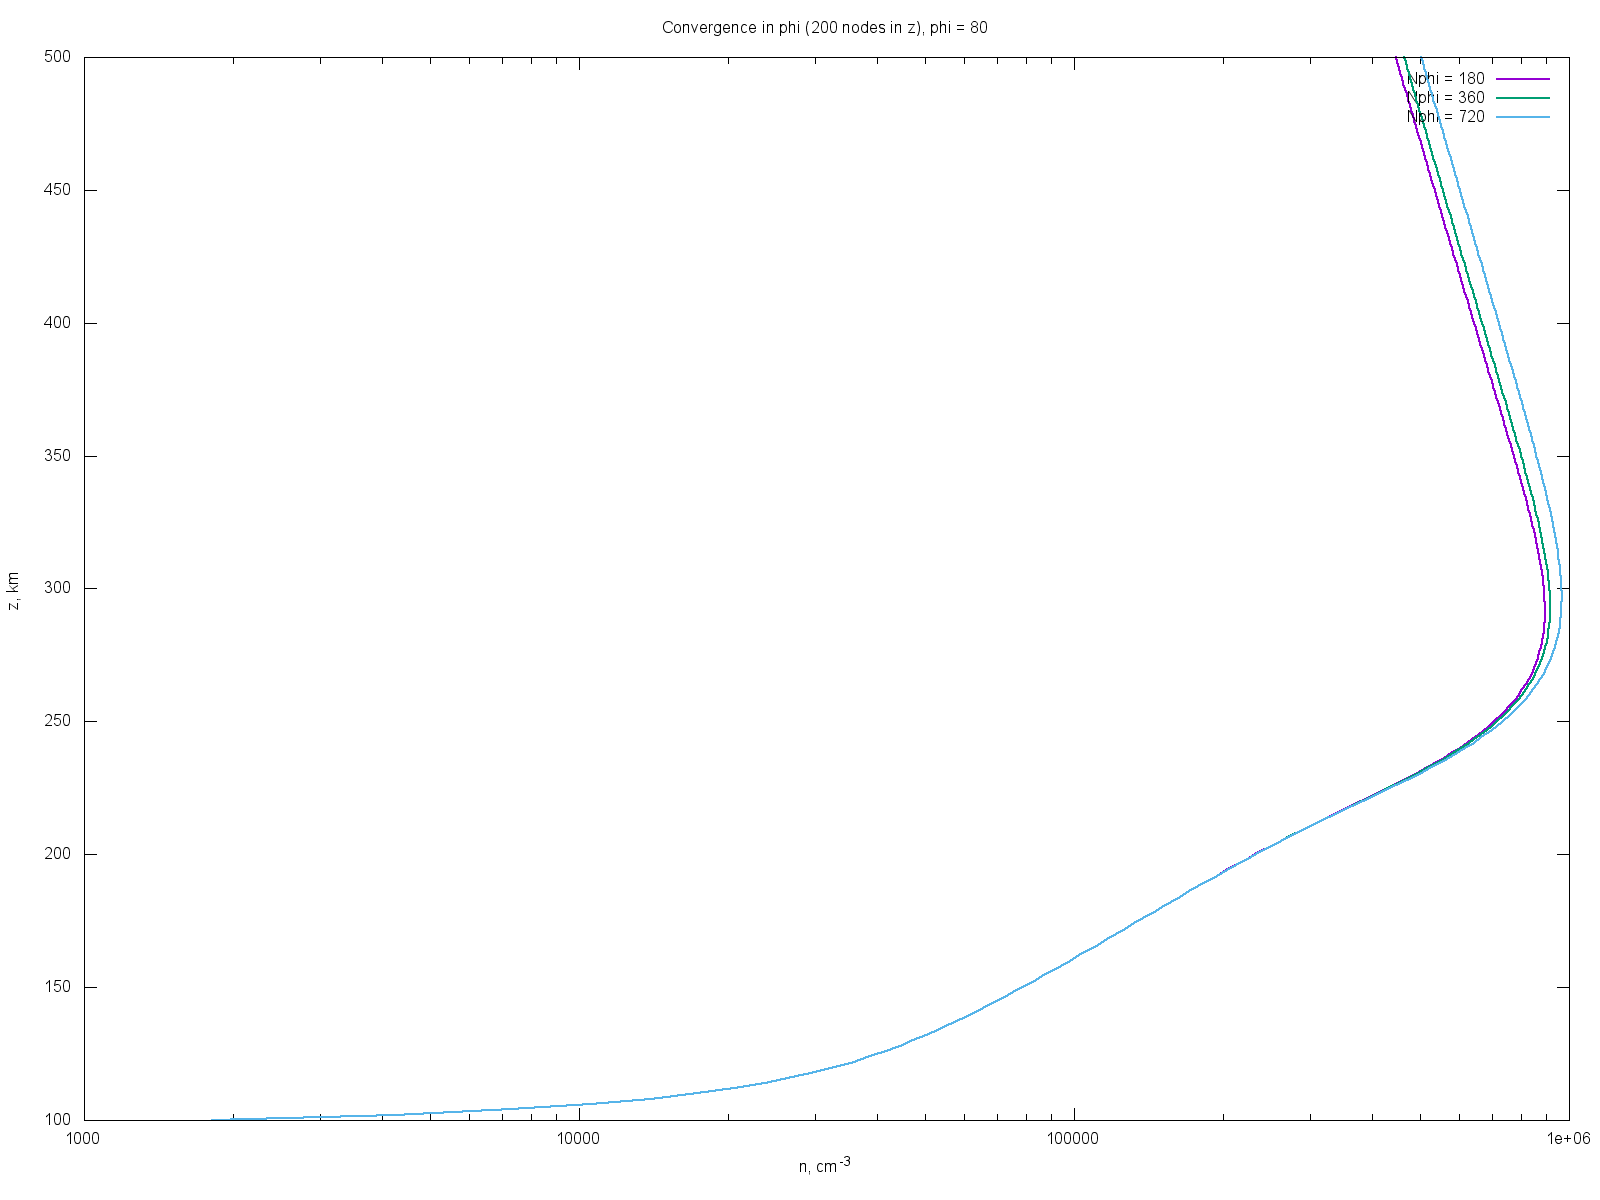 Convergence in phi (200 nodes in z), phi = 80
500
450
400
350
300
250
200
150
100
z, km
Nphi = 180
Nphi = 360
Nphi = 720
1000
10000
100000
1e+06
n, cm-3